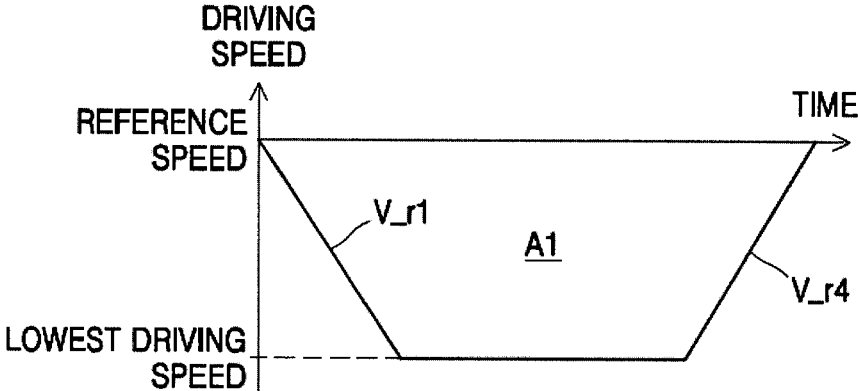 DRIVING
SPEED
REFERENCE
SPEED
TIME
V_r1
A1
V_r4
LOWEST DRIVING
SPEED